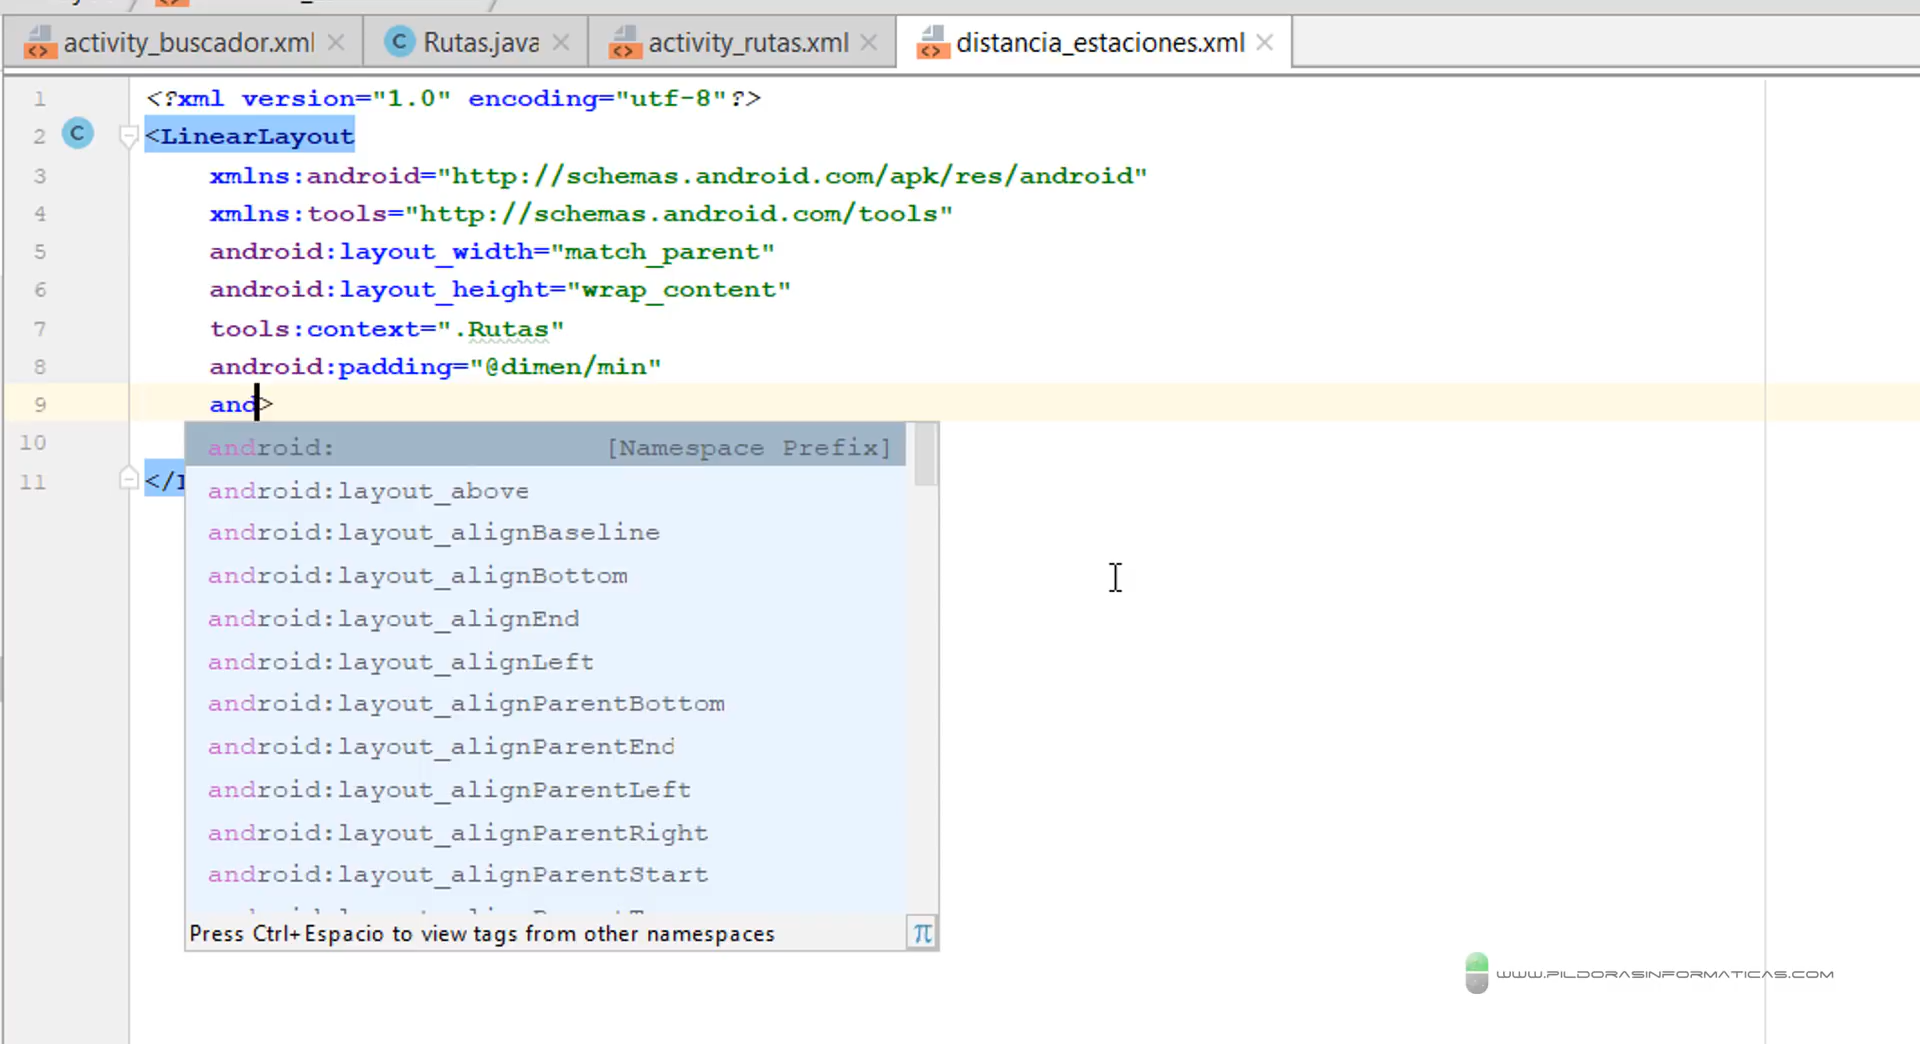 activity_buscador.xml
Rutas.java
activity_rutas.xml
distancia_estaciones.xml
1 <?xml version="1.0" encoding="utf-8"?>
2 C <LinearLayout
3 xmlns:android="http://schemas.android.com/apk/res/android"
4 xmlns:tools="http://schemas.android.com/tools"
5 android:layout_width="match_parent"
6 android:layout_height="wrap_content"
7 tools:context=".Rutas"
8 android:padding="@dimen/min"
9 and>
10
11 </
android: [Namespace Prefix]
android:layout_above
android:layout_alignBaseline
android:layout_alignBottom
android:layout_alignEnd
android:layout_alignLeft
android:layout_alignParentBottom
android:layout_alignParentEnd
android:layout_alignParentLeft
android:layout_alignParentRight
android:layout_alignParentStart
Press Ctrl+Espacio to view tags from other namespaces π
WWW.PILDORASINFORMATICAS.COM